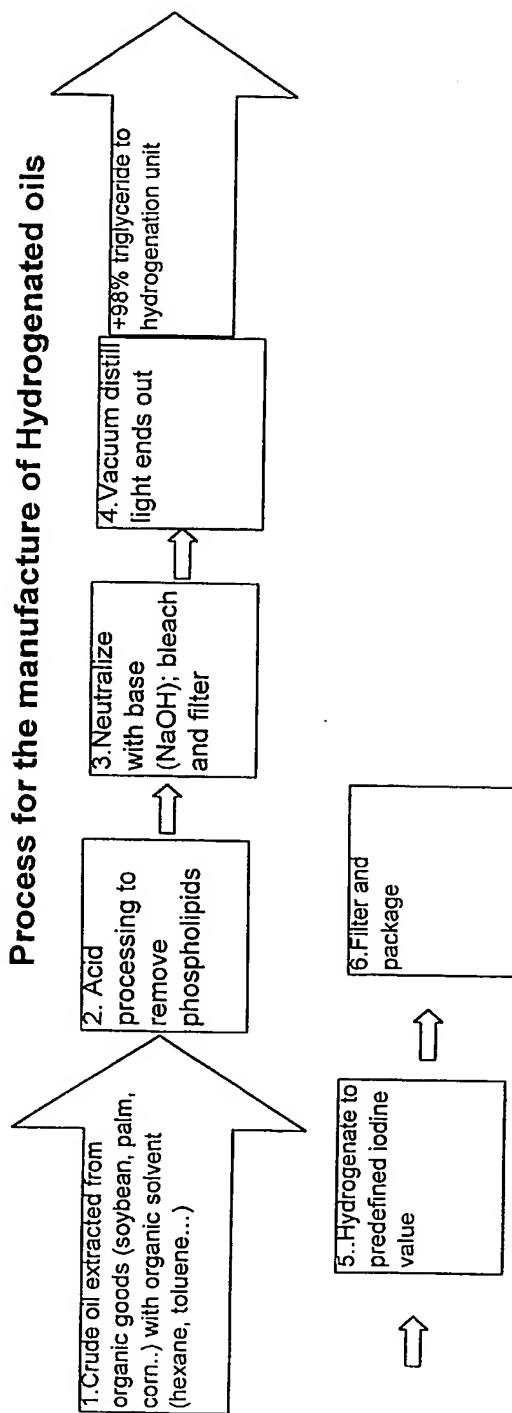 Process for the manufacture of Hydrogenated oils
1.Crude oil extracted from
organic goods (soybean, palm,
corn..) with organic solvent
(hexane, toluene...)
2. Acid
processing to
remove
phospholipids
3.Neutralize
with base
(NaOH); bleach
and filter
4.Vacuum distill
light ends out
+98% triglyceride to
hydrogenation unit
5..Hydrogenate to
predefined iodine
value
6.Filter and
package